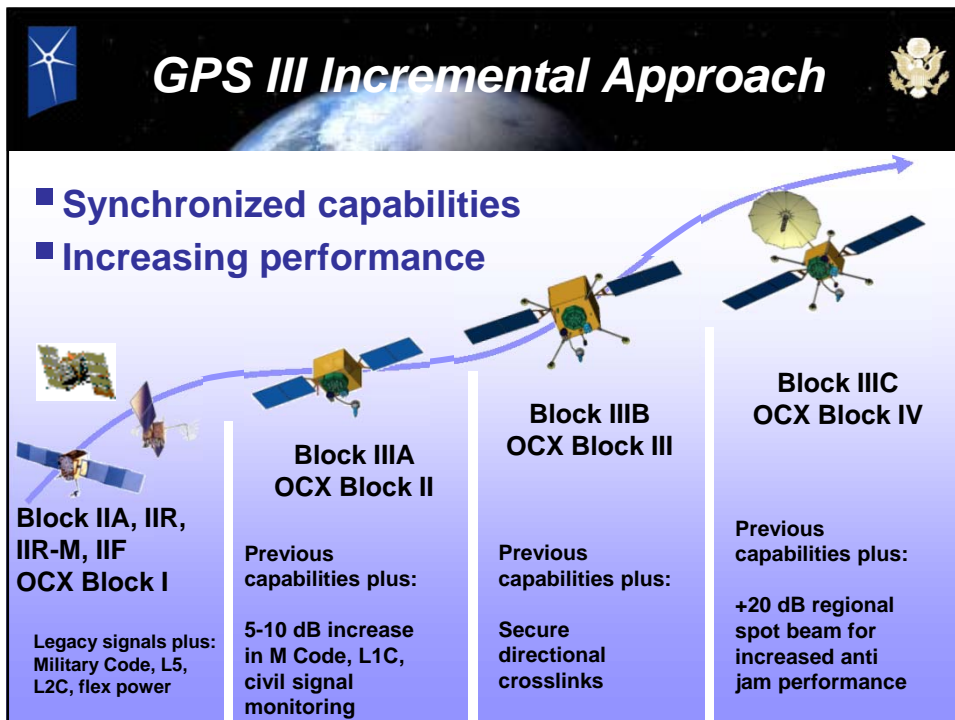 GPS III Incremental Approach
Synchronized capabilities
Increasing performance
Block IIA, IIR,
IIR-M, IIF
OCX Block I
Legacy signals plus:
Military Code, L5,
L2C, flex power
Block IIIA
OCX Block II
Previous
capabilities plus:
5-10 dB increase
in M Code, L1C,
civil signal
monitoring
Block IIIB
OCX Block III
Previous
capabilities plus:
Secure
directional
crosslinks
Block IIIC
OCX Block IV
Previous
capabilities plus:
+20 dB regional
spot beam for
increased anti
jam performance